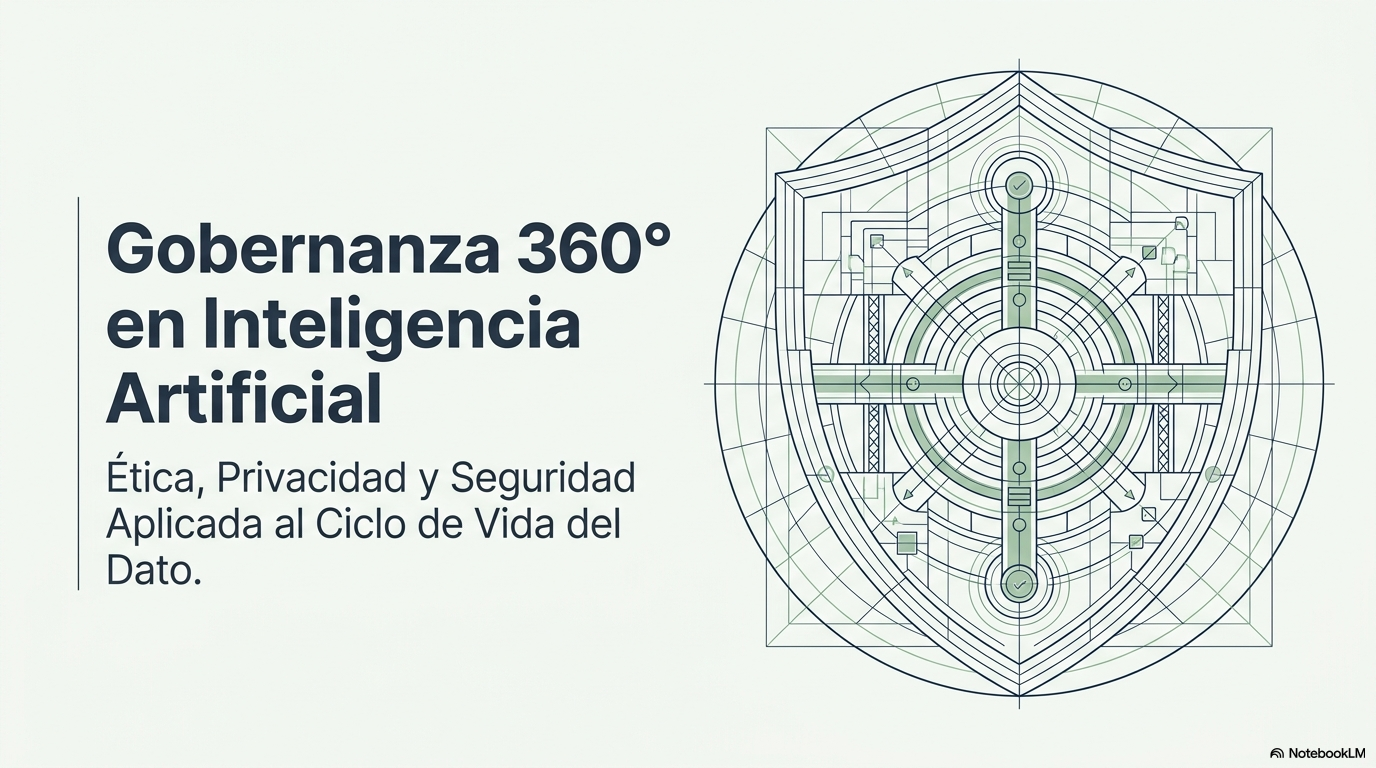 Gobernanza 360°
en Inteligencia
Artificial
Ética, Privacidad y Seguridad
Aplicada al Ciclo de Vida del
Dato.
NotebookLM